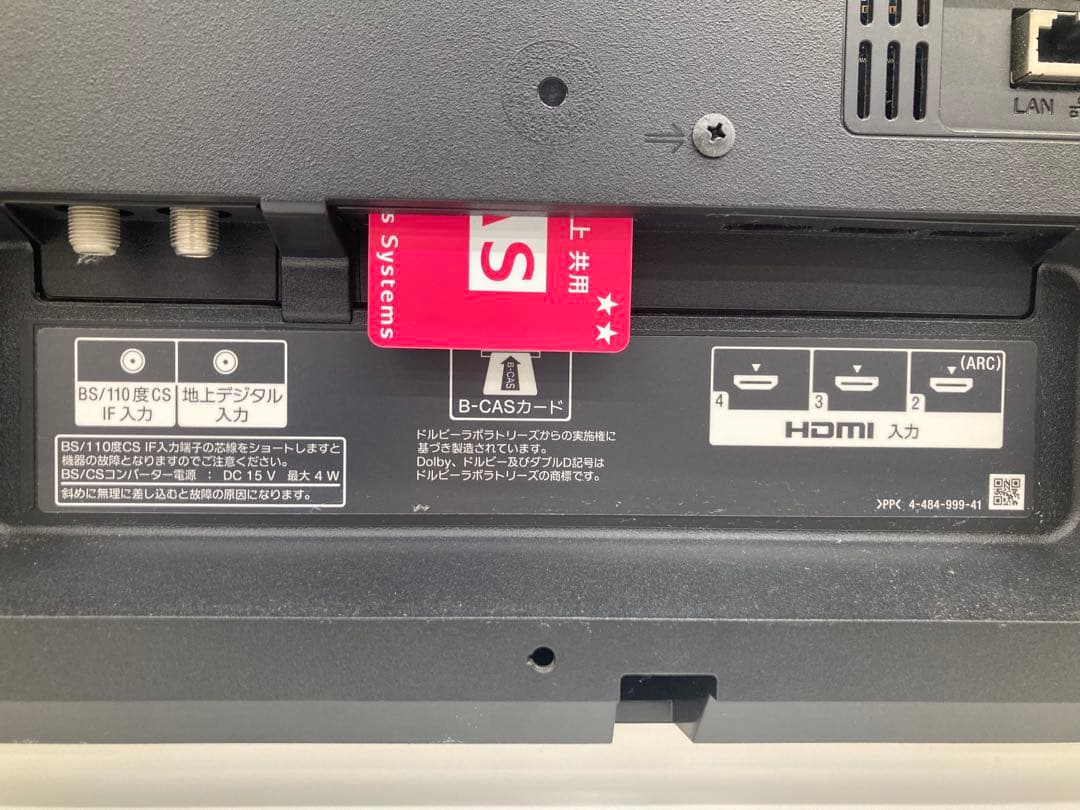 LAN
s Systems
AS
上 共用
★★
BS/110度CS
IF入力
地上デジタル
入力
BS/110度CS IF入力端子の芯線をショートしますと
機器の故障となりますのでご注意ください。
BS/CSコンバーター電源 : DC 15 V 最大 4 W
斜めに無理に差し込むと故障の原因になります。
B-CAS
B-CASカード
ドルビーラボラトリーズからの実施権に
基づき製造されています。
Dolby、ドルビー及びダブルD記号は
ドルビーラボラトリーズの商標です。
(ARC)
4
3
2
HDMI 入力
>PP< 4-484-999-41